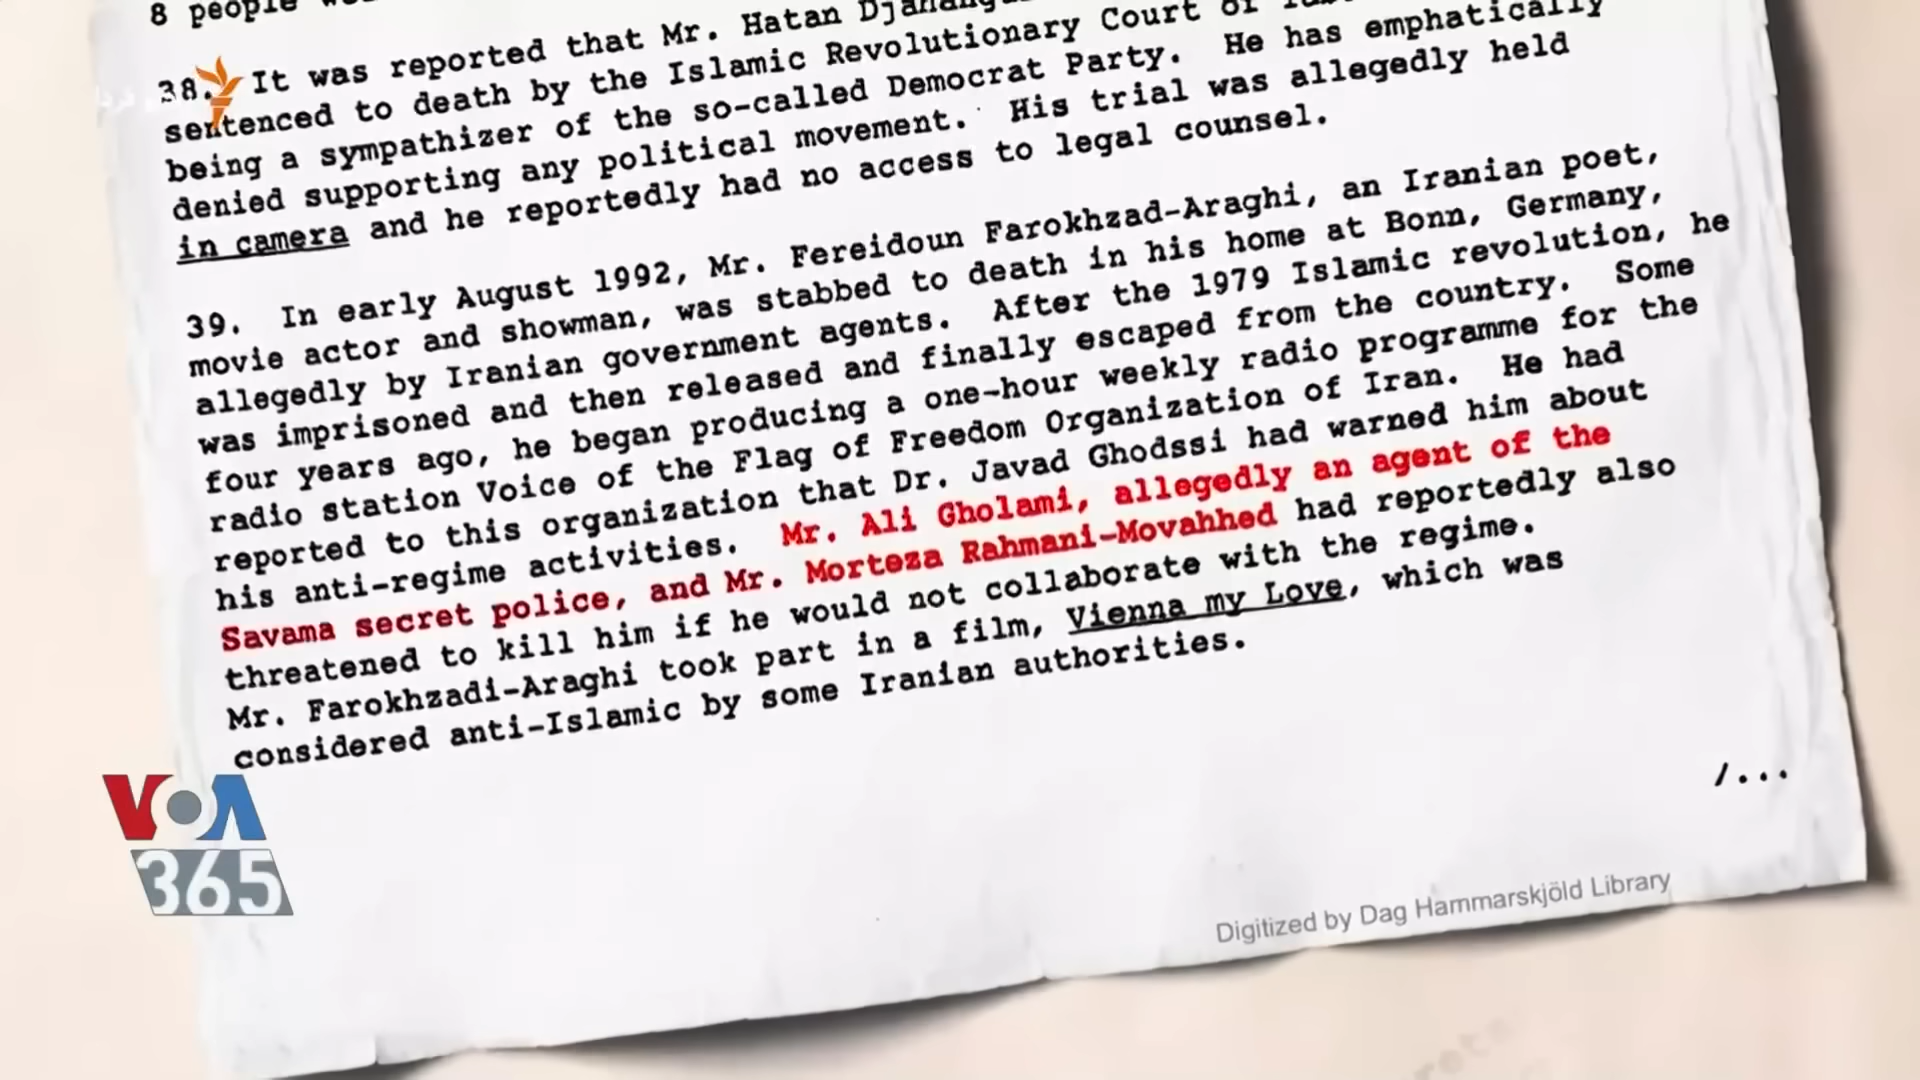 8 people
38. It was reported that Mr. Hatan
sentenced to death by the Islamic Revolutionary Court of
being a sympathizer of the so-called Democrat Party. He has emphatically
denied supporting any political movement. His trial was allegedly held
in camera and he reportedly had no access to legal counsel.
39. In early August 1992, Mr. Fereidoun Farokhzad-Araghi, an Iranian poet,
movie actor and showman, was stabbed to death in his home at Bonn, Germany,
allegedly by Iranian government agents. After the 1979 Islamic revolution, he
was imprisoned and then released and finally escaped from the country. Some
four years ago, he began producing a one-hour weekly radio programme for the
radio station Voice of the Flag of Freedom Organization of Iran. He had
reported to this organization that Dr. Javad Ghodssi had warned him about
his anti-regime activities. Mr. Ali Gholami, allegedly an agent of the
Savama secret police, and Mr. Morteza Rahmani-Movahhed had reportedly also
threatened to kill him if he would not collaborate with the regime.
Mr. Farokhzadi-Araghi took part in a film, Vienna my Love, which was
considered anti-Islamic by some Iranian authorities.
/...
VOA
365
Digitized by Dag Hammarskjöld Library